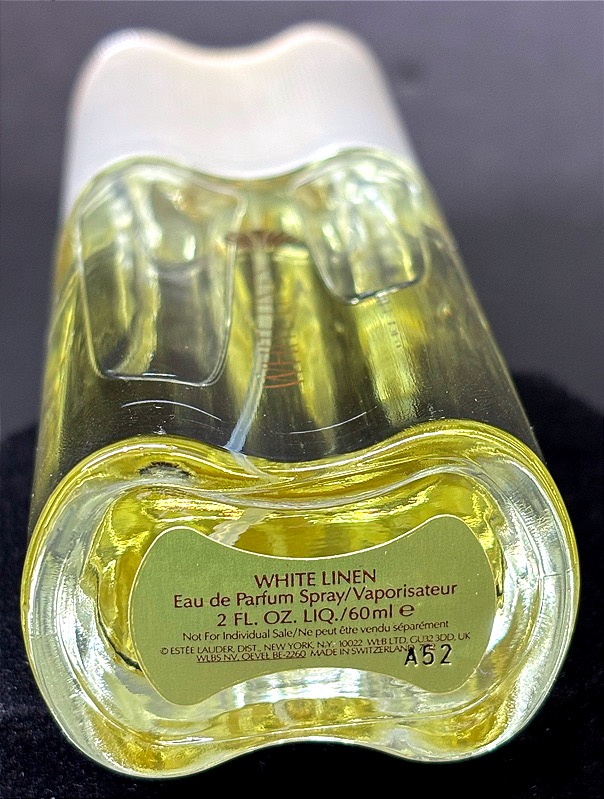 WHITE LINEN
Eau de Parfum Spray/Vaporisateur
2 FL. OZ. LIQ./60ml ℮
Not For Individual Sale/Ne peut être vendu séparément
© ESTÉE LAUDER, DIST., NEW YORK, N.Y. 10022 WLB LTD. GU32 3DD, UK
WLBS NV, OEVEL BE-2260 MADE IN SWITZERLAND
A52